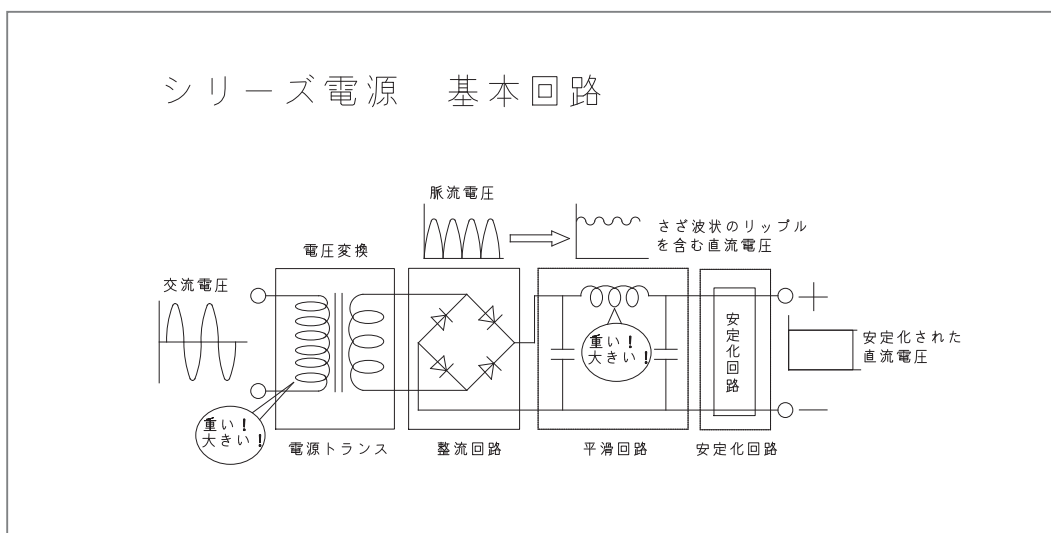 シリーズ電源 基本回路
脈流電圧
さざ波状のリップル
を含む直流電圧
電圧変換
交流電圧
重い!
大きい!
安定化回路
安定化された
直流電圧
重い!
大きい!
電源トランス
整流回路
平滑回路
安定化回路